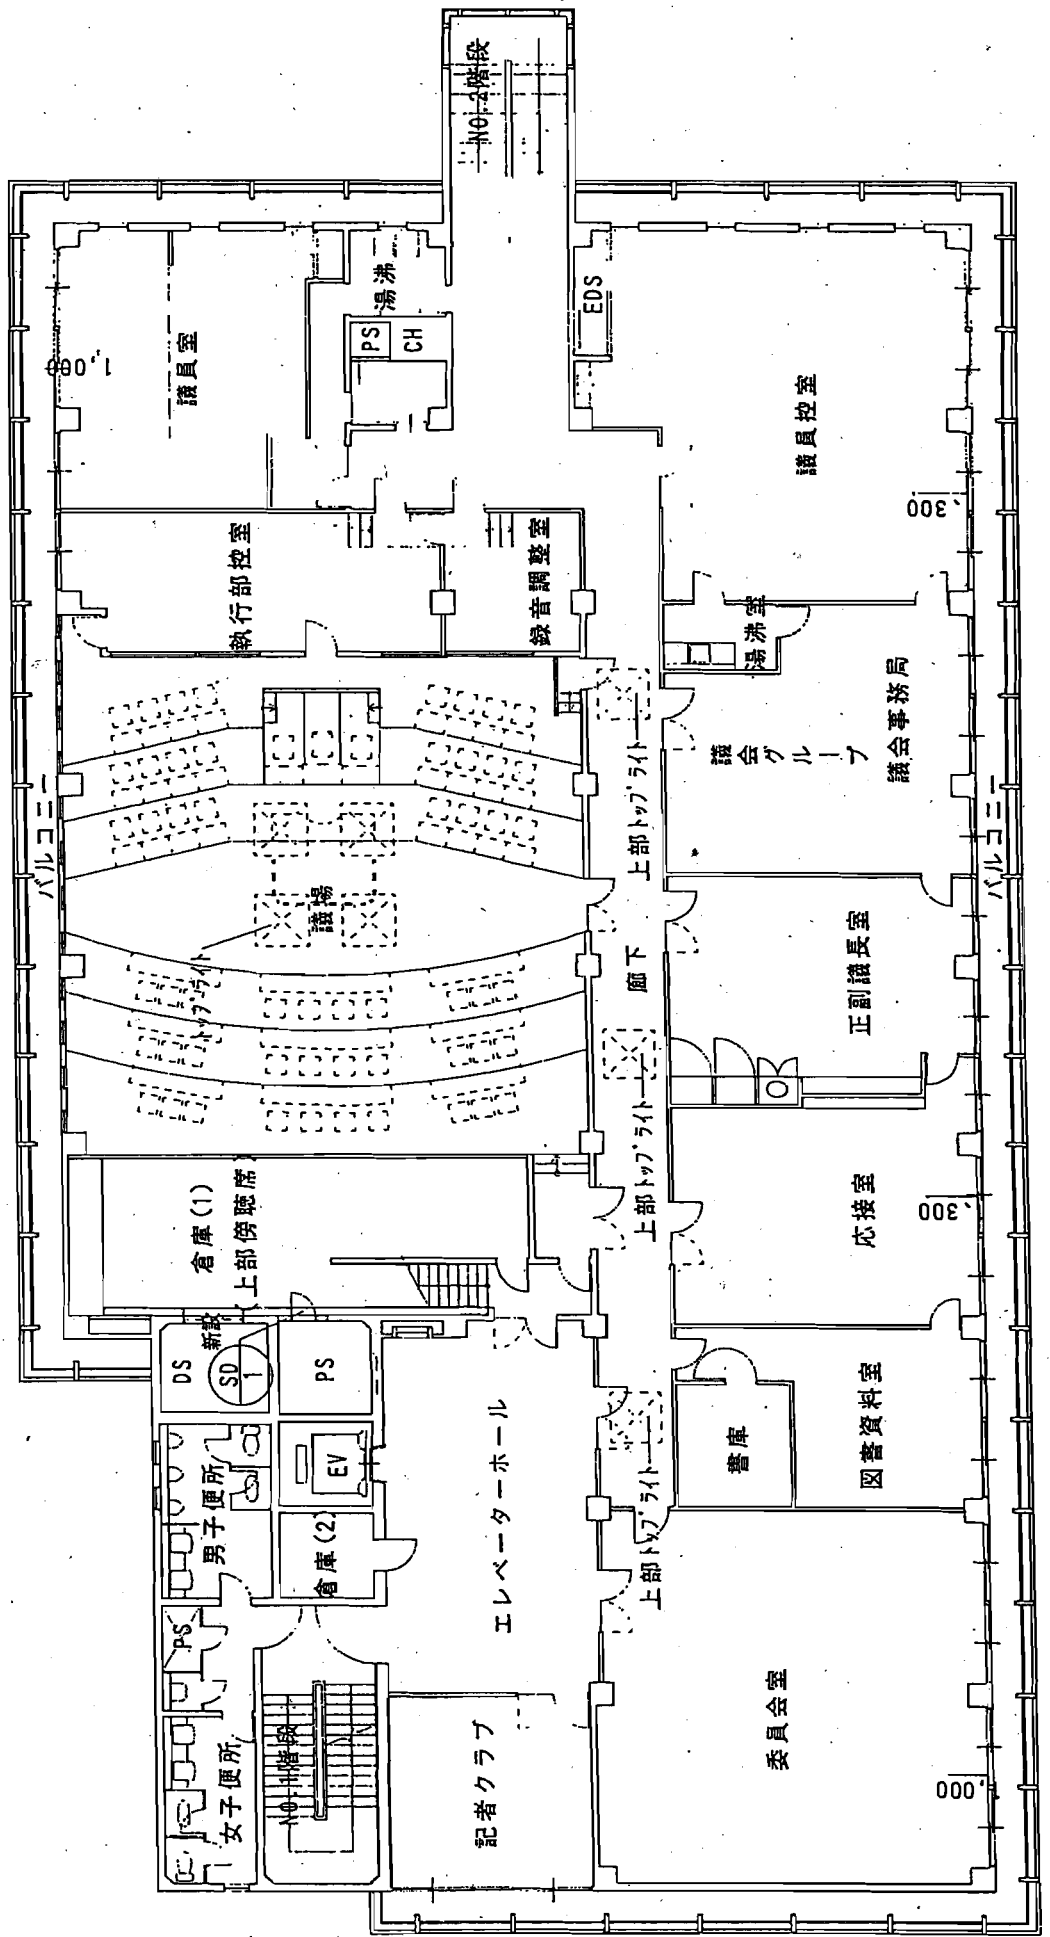 NO.2階段
議員室
1,000
湯沸
PS
CH
EDS
議員控室
,300
執行部控室
録音調整室
湯沸室
議会グループ
議会事務局
上部トップライト
バルコニー
バルコニー
議場
トップライト
廊下
正副議長室
上部トップライト
応接室
,300
倉庫(1)
(上部傍聴席)
新設
DS
SD
1
PS
EV
男子便所
倉庫(2)
エレベーターホール
書庫
図書資料室
上部トップライト
PS
女子便所
NO.1階段
記者クラブ
委員会室
,000